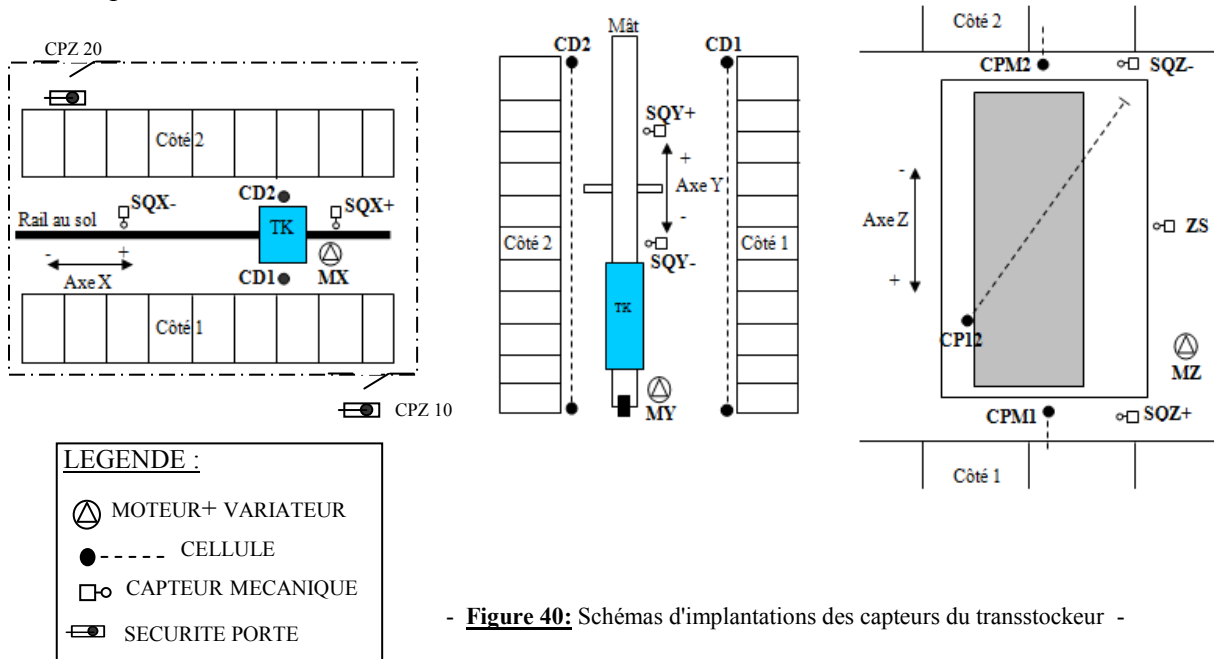 CPZ 20
Côté 2
CD2
SQX-
SQX+
Rail au sol
TK
- +
Axe X
CD1
MX
Côté 1
CPZ 10
Mât
CD2
CD1
SQY+
+
Axe Y
-
SQY-
Côté 2
Côté 1
TK
MY
Côté 2
CPM2
SQZ-
-
Axe Z
+
ZS
CP12
MZ
CPM1
SQZ+
Côté 1
LEGENDE :
MOTEUR+ VARIATEUR
CELLULE
CAPTEUR MECANIQUE
SECURITE PORTE
- Figure 40: Schémas d'implantations des capteurs du transstockeur -